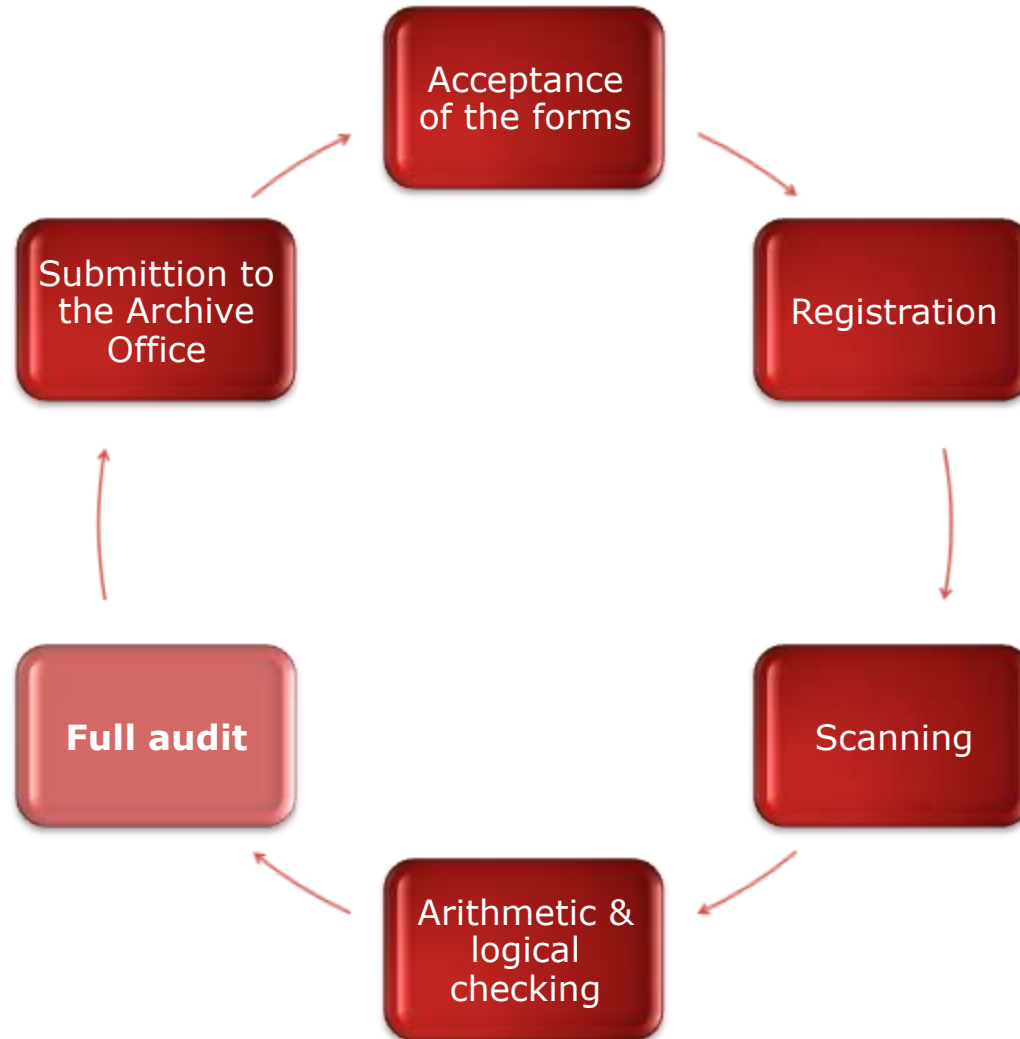 Acceptance
of the forms
Registration
Scanning
Arithmetic &
logical
checking
Full audit
Submittion to
the Archive
Office